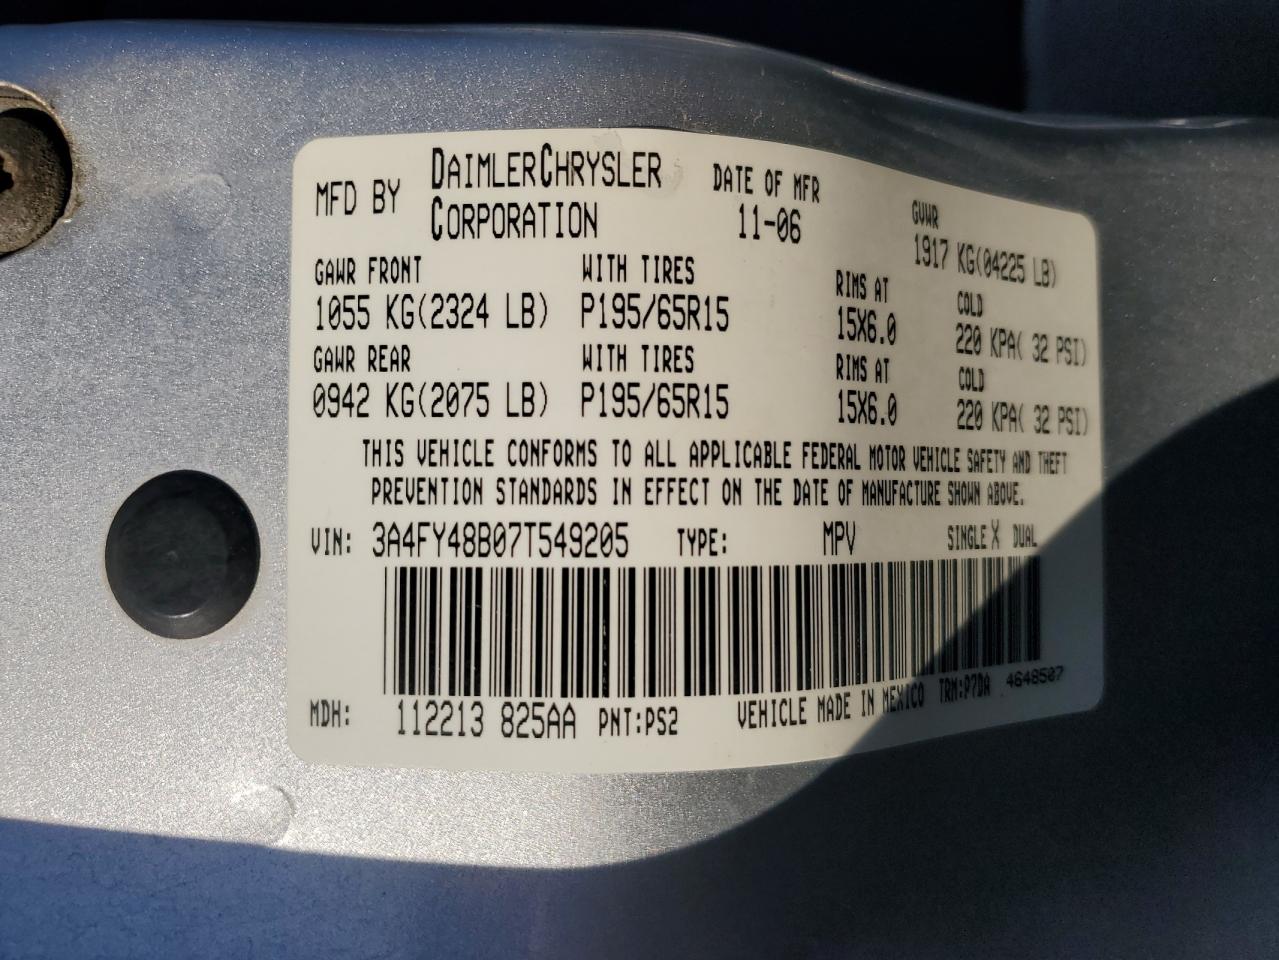 MFD BY DAIMLERCHRYSLER CORPORATION DATE OF MFR 11-06 GVWR 1917 KG(04225 LB)
GAWR FRONT WITH TIRES RIMS AT COLD
1055 KG(2324 LB) P195/65R15 15X6.0 220 KPA( 32 PSI)
GAWR REAR WITH TIRES RIMS AT COLD
0942 KG(2075 LB) P195/65R15 15X6.0 220 KPA( 32 PSI)
THIS VEHICLE CONFORMS TO ALL APPLICABLE FEDERAL MOTOR VEHICLE SAFETY AND THEFT
PREVENTION STANDARDS IN EFFECT ON THE DATE OF MANUFACTURE SHOWN ABOVE.
VIN: 3A4FY48B07T549205 TYPE: MPV SINGLE X DUAL
MDH: 112213 825AA PNT:PS2 VEHICLE MADE IN MEXICO TRM:P7DA 4648507